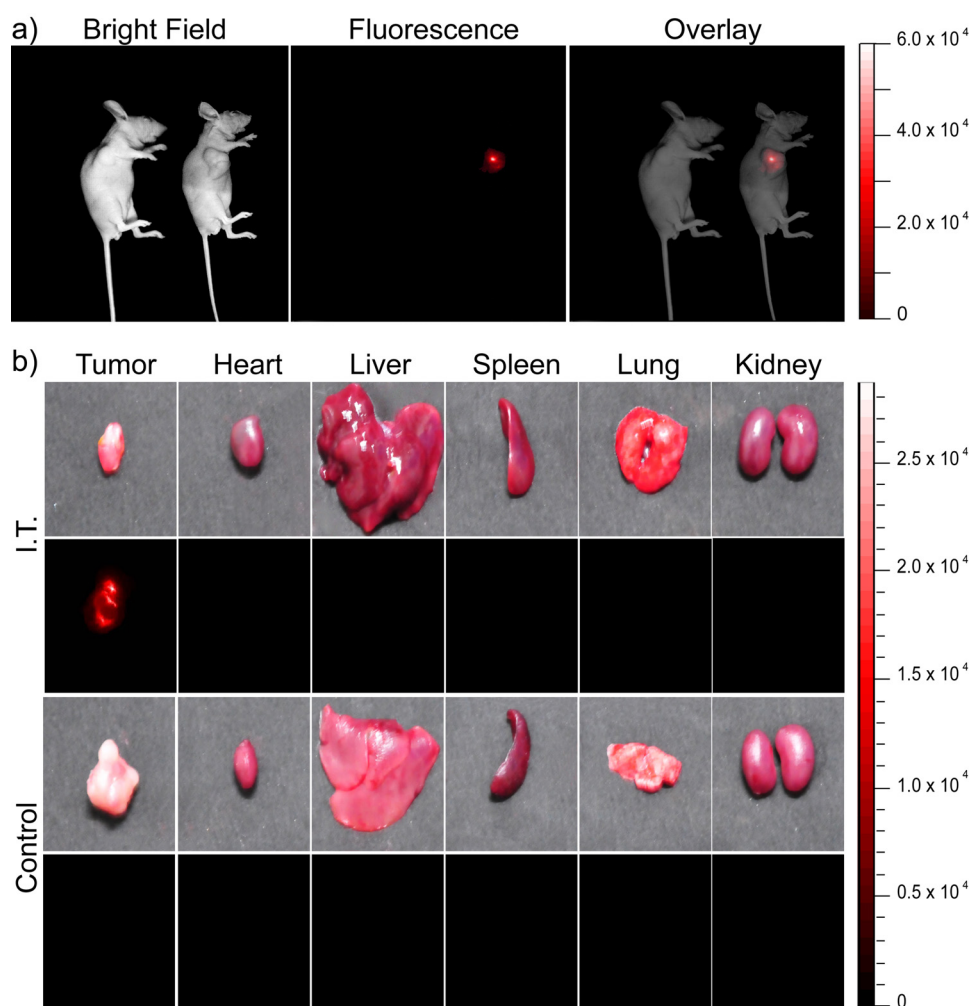 a)
Bright Field Fluorescence Overlay
6.0 x 10⁴
4.0 x 10⁴
2.0 x 10⁴
0
b)
Tumor Heart Liver Spleen Lung Kidney
I.T.
Control
2.5 x 10⁴
2.0 x 10⁴
1.5 x 10⁴
1.0 x 10⁴
0.5 x 10⁴
0